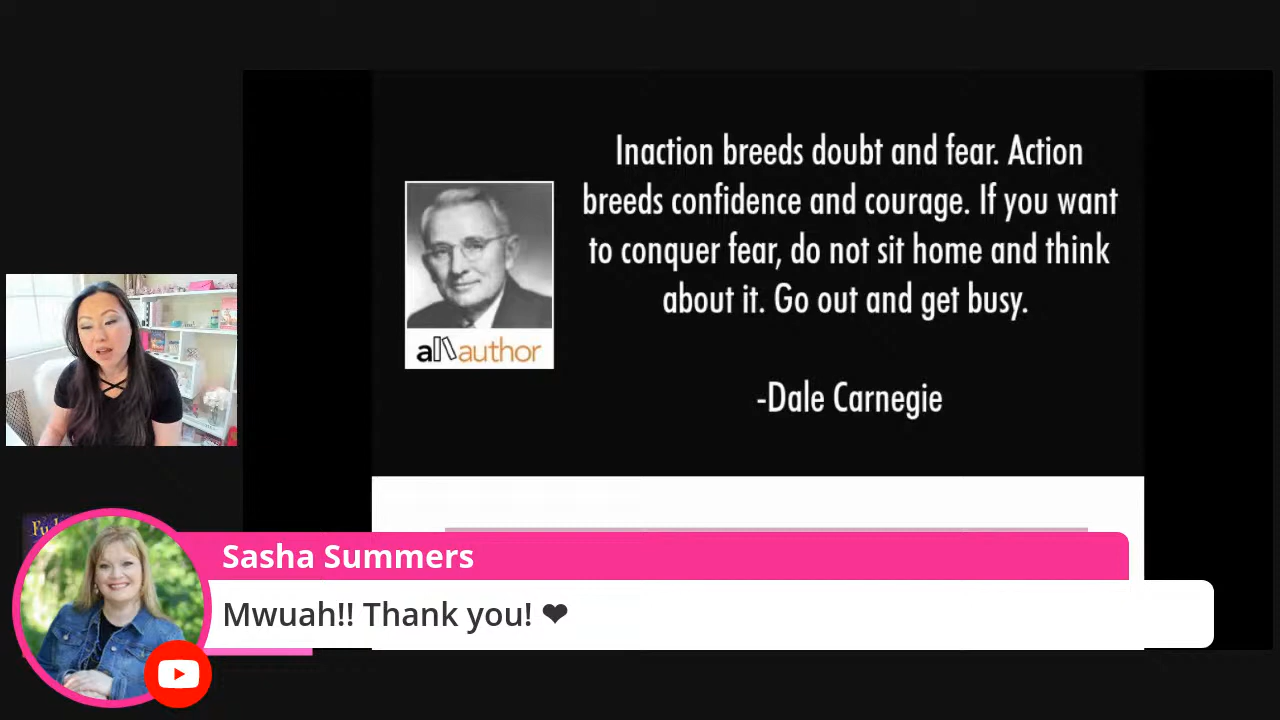 Inaction breeds doubt and fear. Action
breeds confidence and courage. If you want
to conquer fear, do not sit home and think
about it. Go out and get busy.
-Dale Carnegie
allauthor
Sasha Summers
Mwuah!! Thank you! ❤